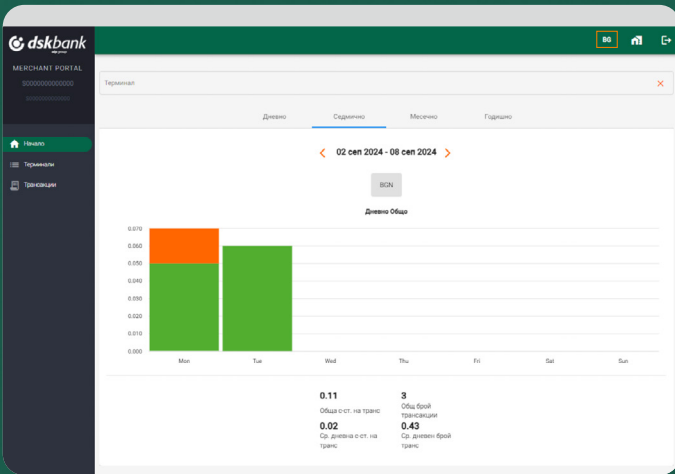 dskbank
MERCHANT PORTAL
BG
Начало
Терминали
Трансакции
Терминал
Дневно Седмично Месечно Годишно
02 сеп 2024 - 08 сеп 2024
BGN
Дневно Общо
0.070
0.060
0.050
0.040
0.030
0.020
0.010
0.000
Mon Tue Wed Thu Fri Sat Sun
0.11 3
Обща с-ст. на транс Общ брой
трансакции
0.02 0.43
Ср. дневна с-ст. на Ср. дневен брой
транс транс